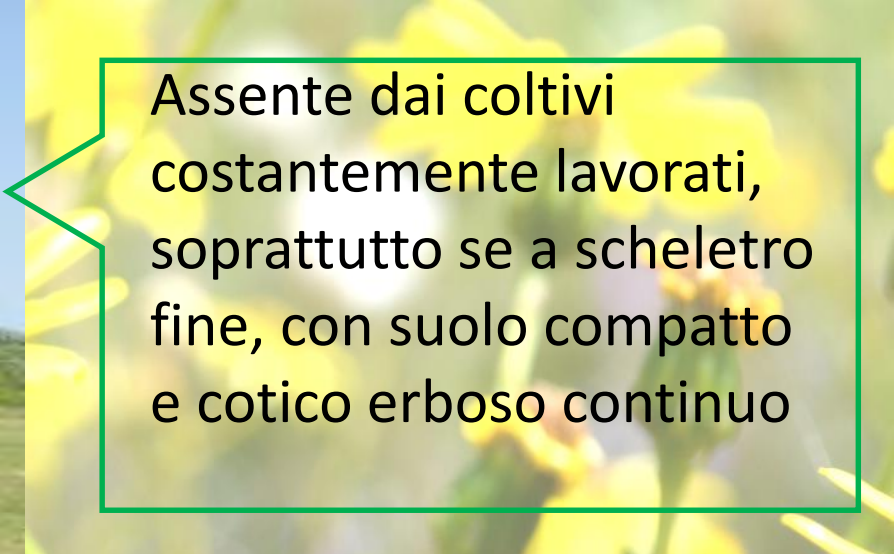 Assente dai coltivi
costantemente lavorati,
soprattutto se a scheletro
fine, con suolo compatto
e cotico erboso continuo